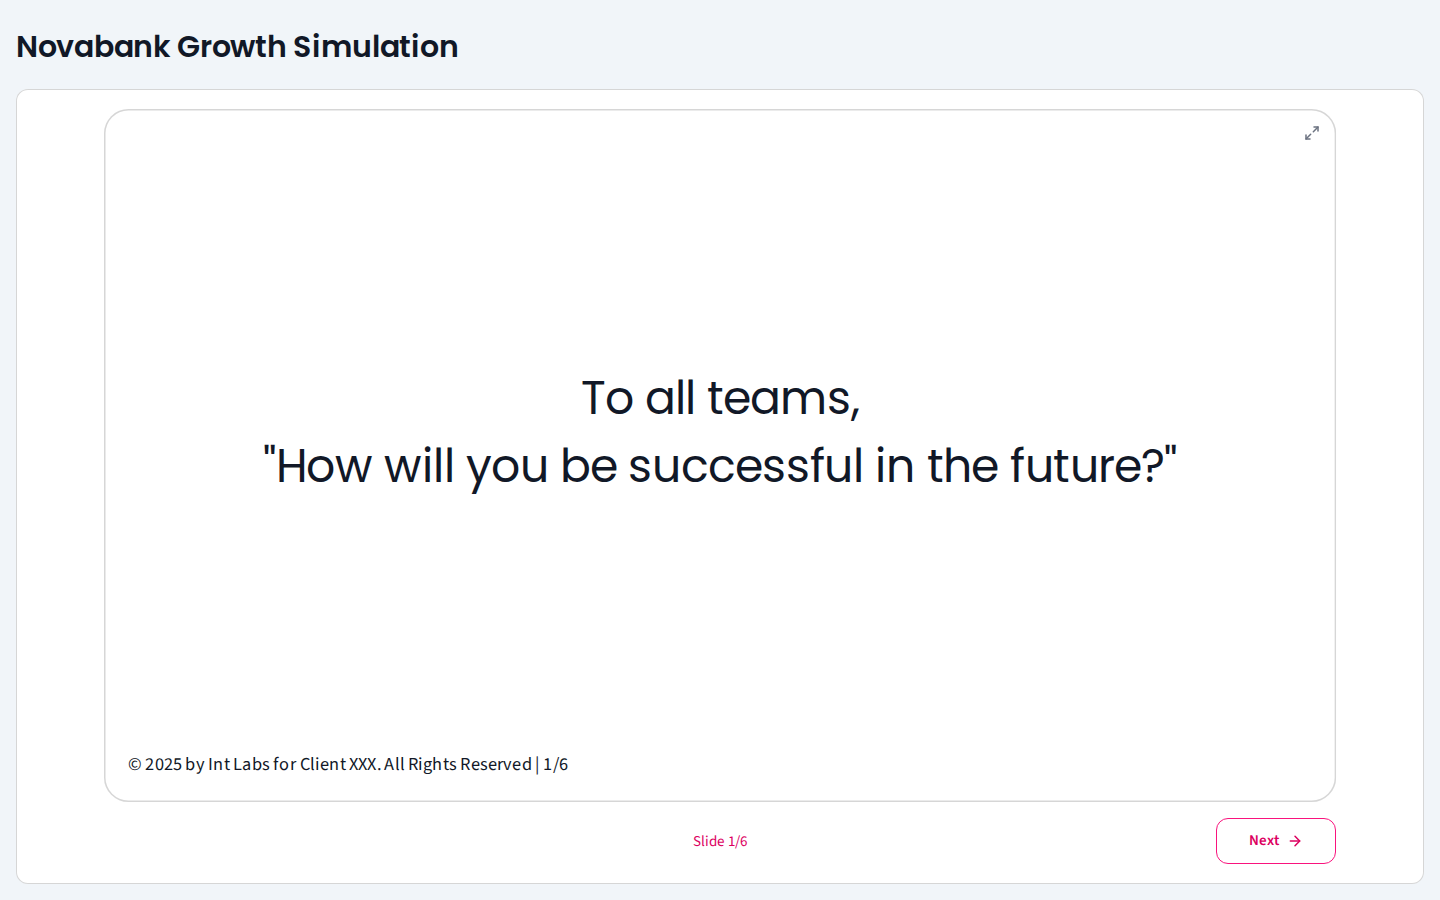 Novabank Growth Simulation
To all teams,
"How will you be successful in the future?"
© 2025 by Int Labs for Client XXX. All Rights Reserved | 1/6
Slide 1/6
Next